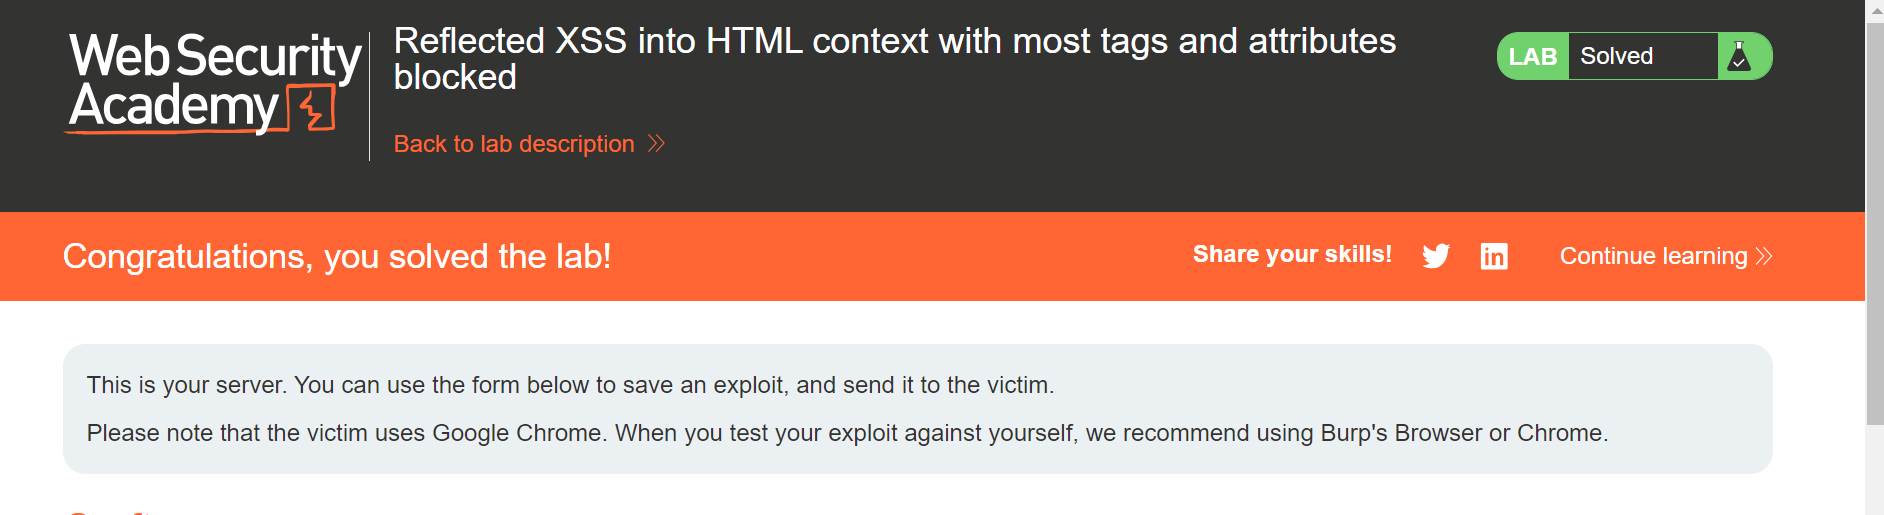 Web Security
Academy
Reflected XSS into HTML context with most tags and attributes
blocked
Back to lab description
LAB Solved
Congratulations, you solved the lab!
Share your skills!
Continue learning
This is your server. You can use the form below to save an exploit, and send it to the victim.
Please note that the victim uses Google Chrome. When you test your exploit against yourself, we recommend using Burp's Browser or Chrome.